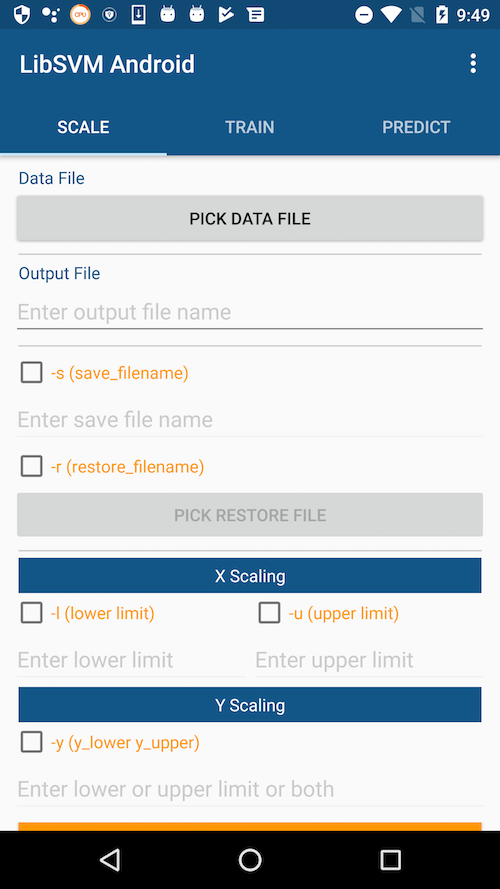 CPU 9:49
LibSVM Android
SCALE TRAIN PREDICT
Data File
PICK DATA FILE
Output File
Enter output file name
-s (save_filename)
Enter save file name
-r (restore_filename)
PICK RESTORE FILE
X Scaling
-l (lower limit) -u (upper limit)
Enter lower limit Enter upper limit
Y Scaling
-y (y_lower y_upper)
Enter lower or upper limit or both